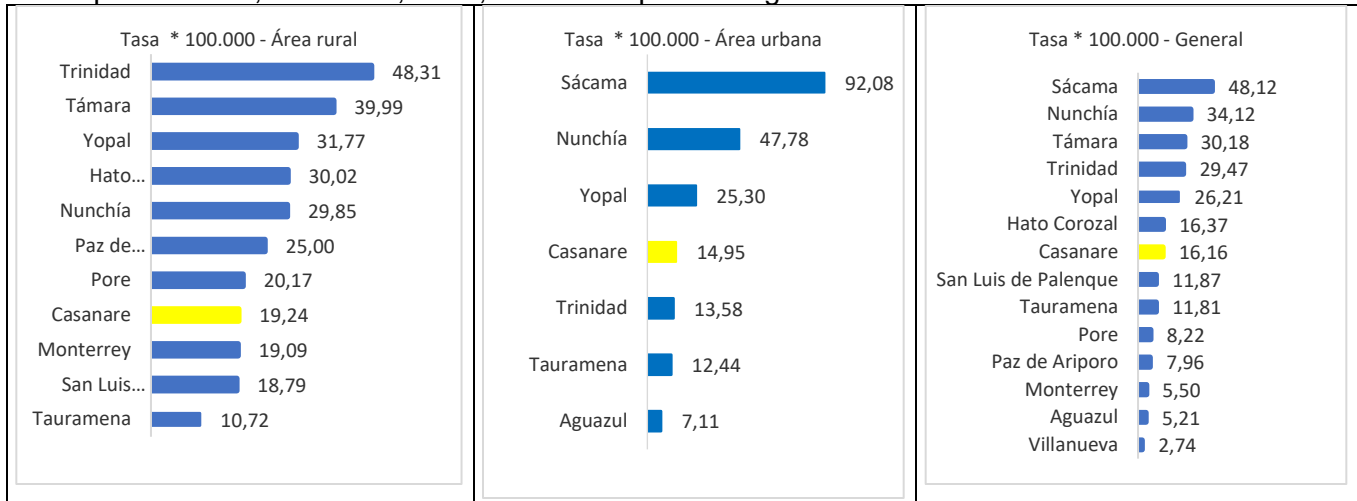 Tasa * 100.000 - Área rural
Trinidad 48,31
Támara 39,99
Yopal 31,77
Hato... 30,02
Nunchía 29,85
Paz de... 25,00
Pore 20,17
Casanare 19,24
Monterrey 19,09
San Luis... 18,79
Tauramena 10,72
Tasa * 100.000 - Área urbana
Sácama 92,08
Nunchía 47,78
Yopal 25,30
Casanare 14,95
Trinidad 13,58
Tauramena 12,44
Aguazul 7,11
Tasa * 100.000 - General
Sácama 48,12
Nunchía 34,12
Támara 30,18
Trinidad 29,47
Yopal 26,21
Hato Corozal 16,37
Casanare 16,16
San Luis de Palenque 11,87
Tauramena 11,81
Pore 8,22
Paz de Ariporo 7,96
Monterrey 5,50
Aguazul 5,21
Villanueva 2,74